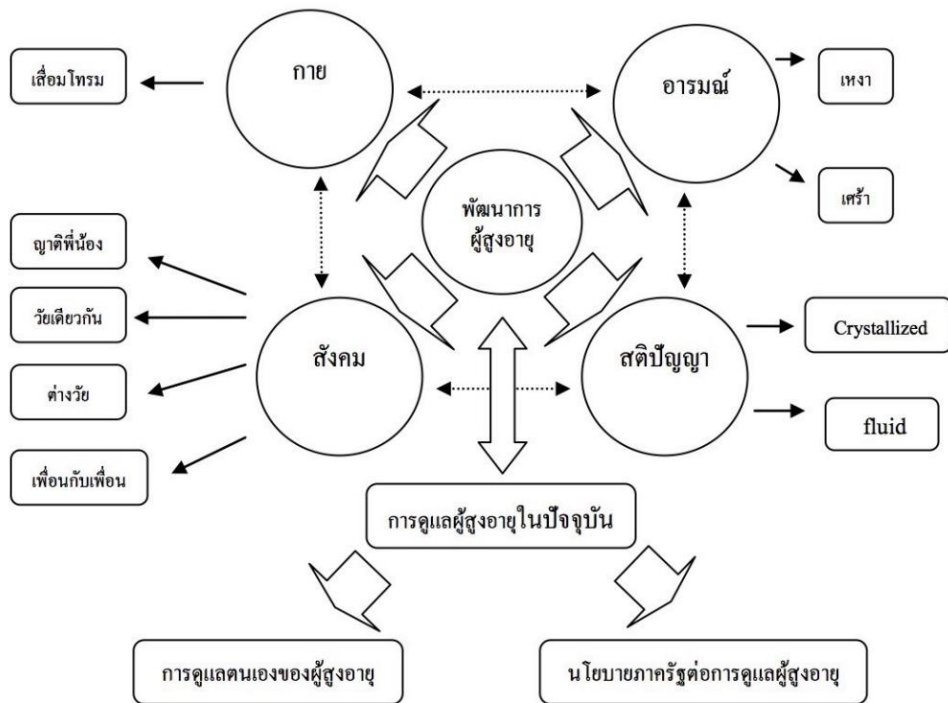 กาย
อารมณ์
เสื่อมโทรม
เหงา
เศร้า
พัฒนาการ
ผู้สูงอายุ
ญาติพี่น้อง
วัยเดียวกัน
ต่างวัย
เพื่อนกับเพื่อน
สังคม
สติปัญญา
Crystallized
fluid
การดูแลผู้สูงอายุในปัจจุบัน
การดูแลตนเองของผู้สูงอายุ
นโยบายภาครัฐต่อการดูแลผู้สูงอายุ